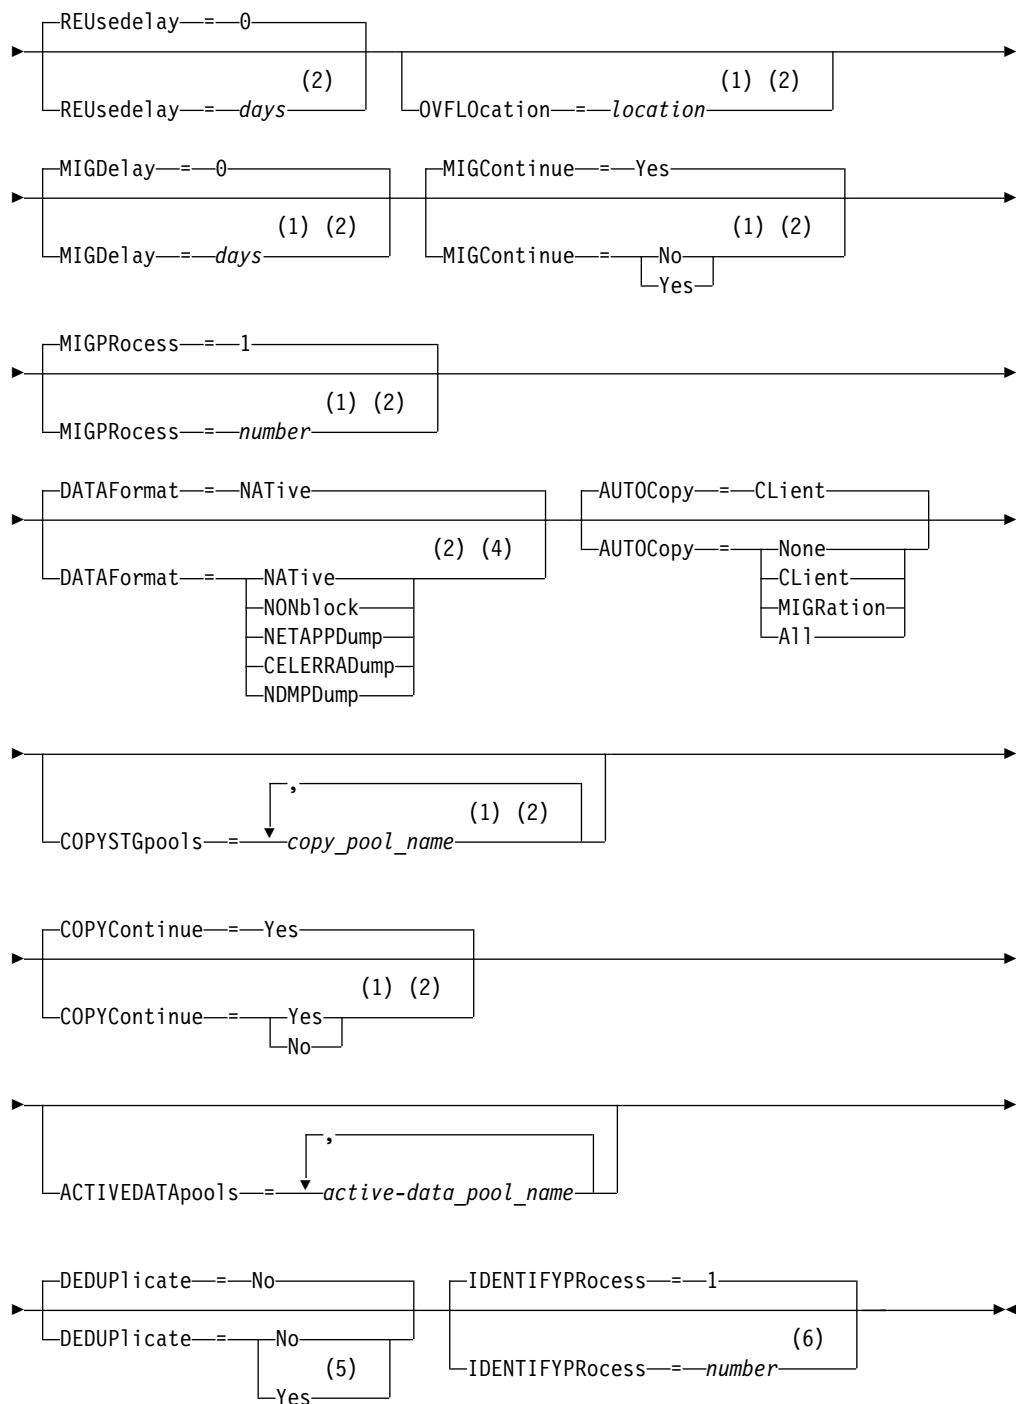 REUsedelay = 0
(2)
REUsedelay = days
(1) (2)
OVFLOcation = location
MIGDelay = 0
(1) (2)
MIGDelay = days
MIGContinue = Yes
(1) (2)
MIGContinue = No
Yes
MIGPRocess = 1
(1) (2)
MIGPRocess = number
DATAFormat = NATive
(2) (4)
DATAFormat = NATive
NONblock
NETAPPDump
CELERRADump
NDMPDump
AUTOCopy = CLient
AUTOCopy = None
CLient
MIGRation
All
,
(1) (2)
COPYSTGpools = copy_pool_name
COPYContinue = Yes
(1) (2)
COPYContinue = Yes
No
,
ACTIVEDATApools = active-data_pool_name
DEDUPlicate = No
DEDUPlicate = No
(5)
Yes
IDENTIFYPRocess = 1
(6)
IDENTIFYPRocess = number